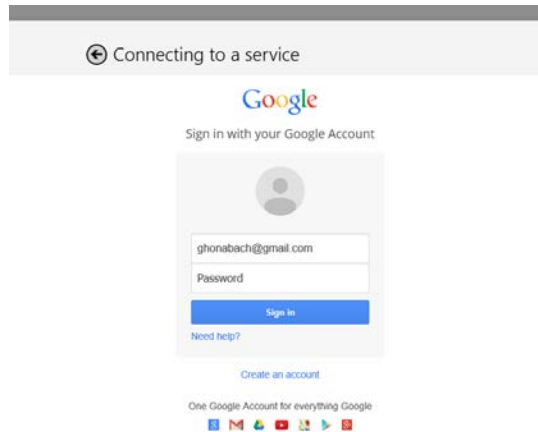 Connecting to a service
Google
Sign in with your Google Account
ghonabach@gmail.com
Password
Sign in
Need help?
Create an account
One Google Account for everything Google